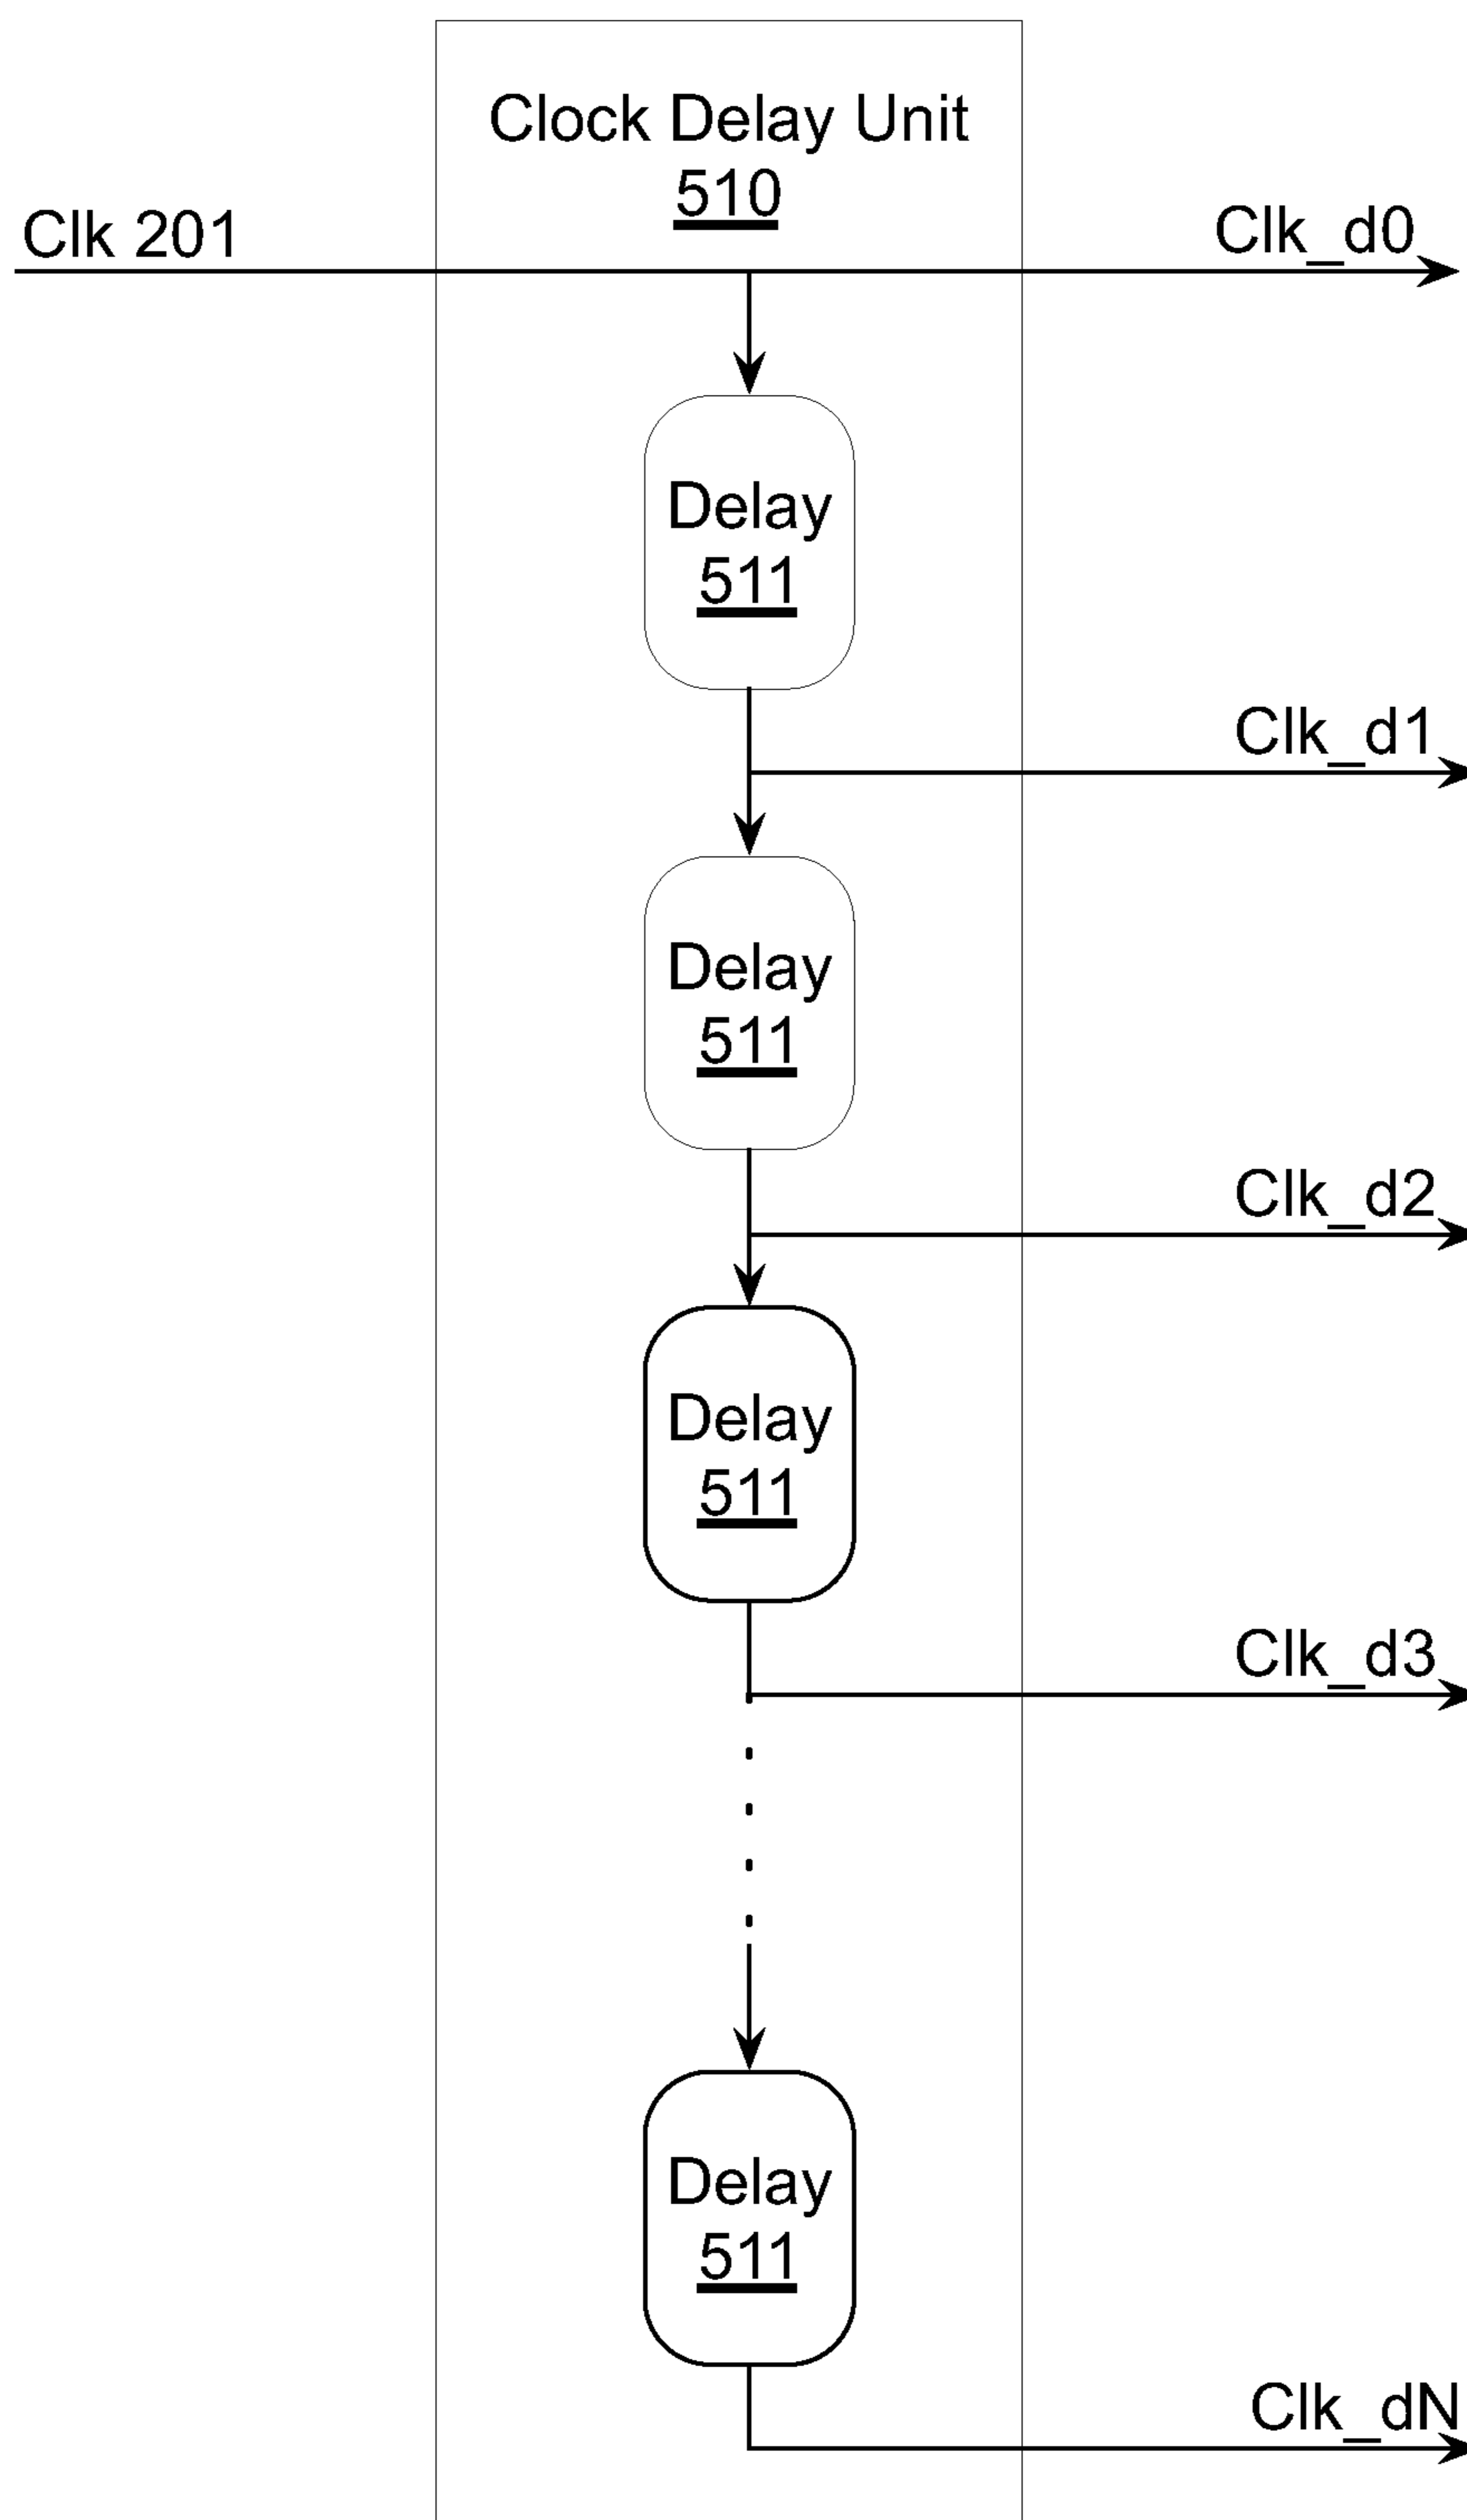 Clock Delay Unit
510
Clk 201
Clk_d0
Delay
511
Clk_d1
Delay
511
Clk_d2
Delay
511
Clk_d3
Delay
511
Clk_dN